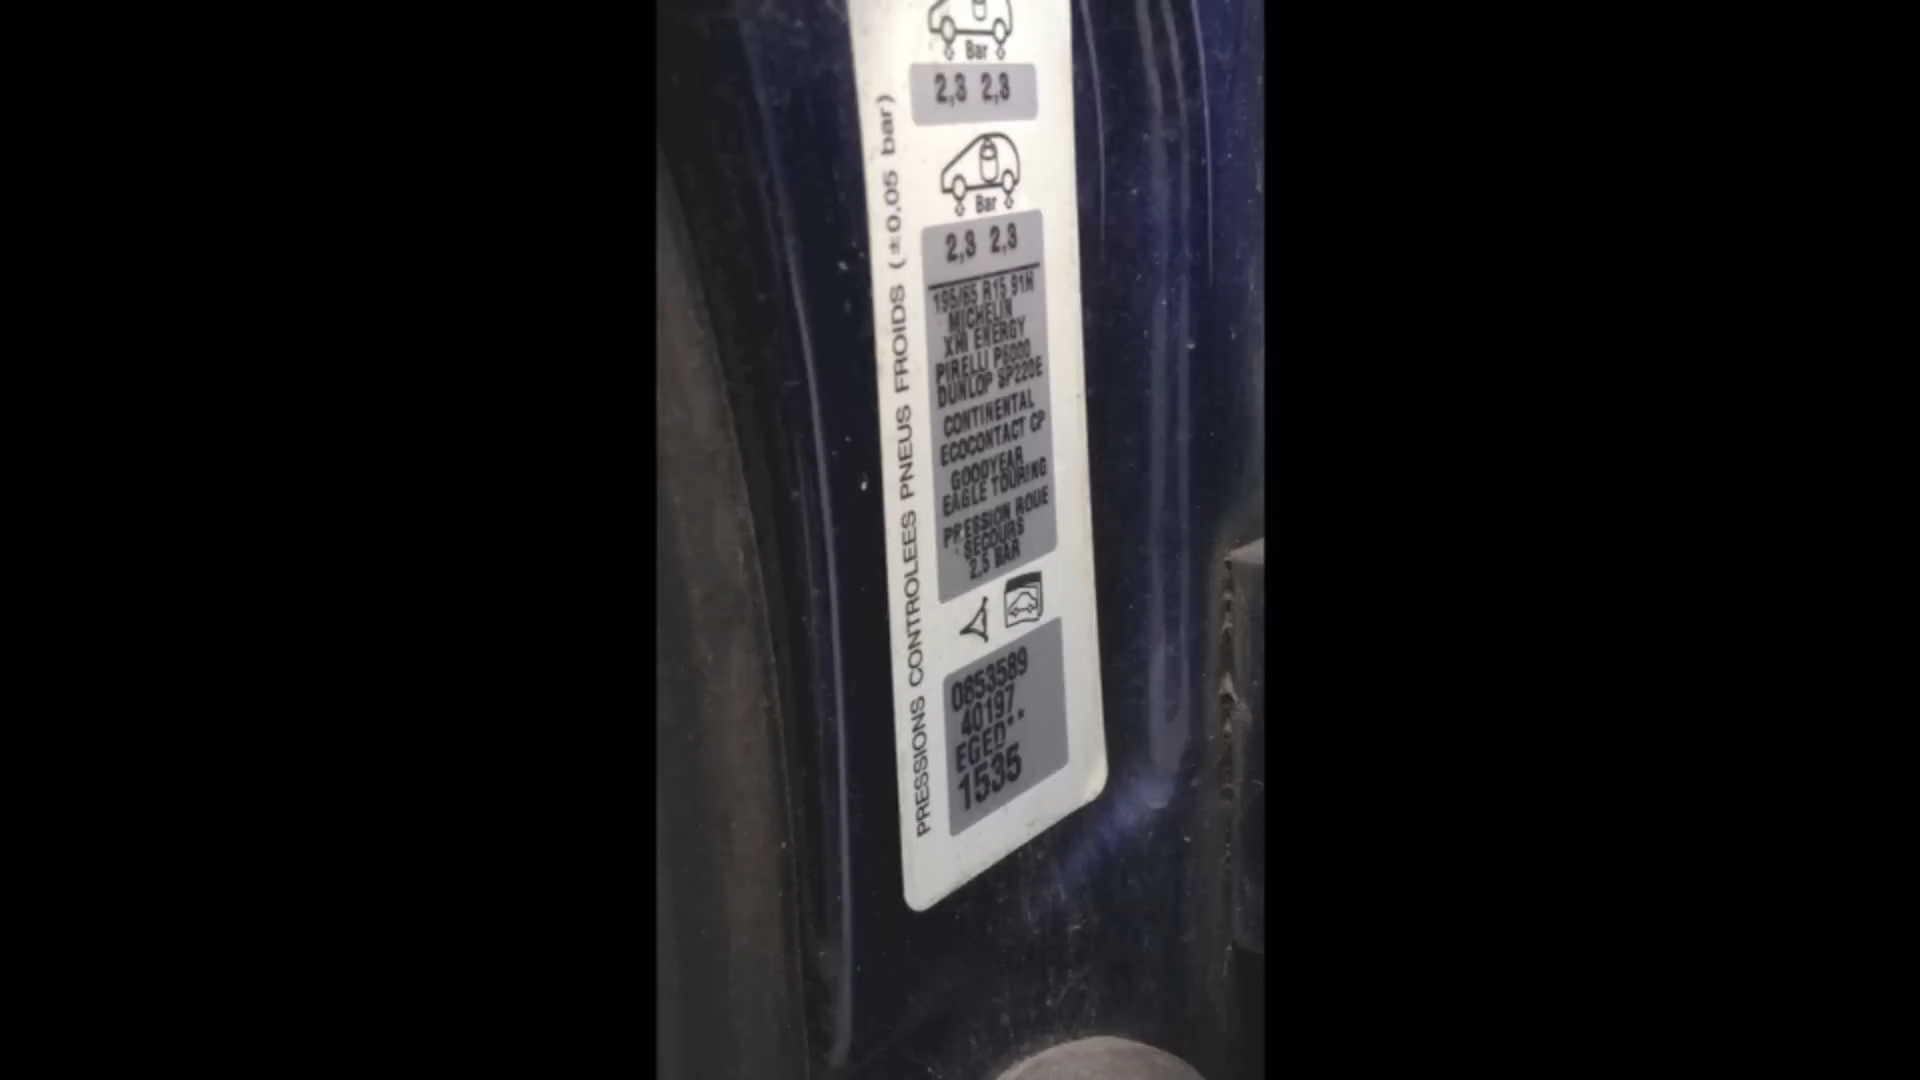 Bar
2,3 2,3
Bar
2,3 2,3
195/65 R15 91H
MICHELIN
XH1 ENERGY
PIRELLI P6000
DUNLOP SP220E
CONTINENTAL
ECOCONTACT CP
GOODYEAR
EAGLE TOURING
PRESSION ROUE
SECOURS
2.5 BAR
0853589
40197
EGED**
1535
PRESSIONS CONTROLEES PNEUS FROIDS (±0,05 bar)